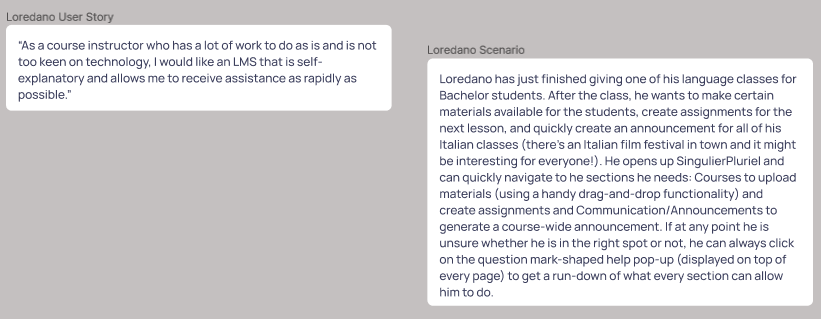 Loredano User Story
“As a course instructor who has a lot of work to do as is and is not
too keen on technology, I would like an LMS that is self-
explanatory and allows me to receive assistance as rapidly as
possible.”
Loredano Scenario
Loredano has just finished giving one of his language classes for
Bachelor students. After the class, he wants to make certain
materials available for the students, create assignments for the
next lesson, and quickly create an announcement for all of his
Italian classes (there’s an Italian film festival in town and it might
be interesting for everyone!). He opens up SingulierPluriel and
can quickly navigate to he sections he needs: Courses to upload
materials (using a handy drag-and-drop functionality) and
create assignments and Communication/Announcements to
generate a course-wide announcement. If at any point he is
unsure whether he is in the right spot or not, he can always click
on the question mark-shaped help pop-up (displayed on top of
every page) to get a run-down of what every section can allow
him to do.